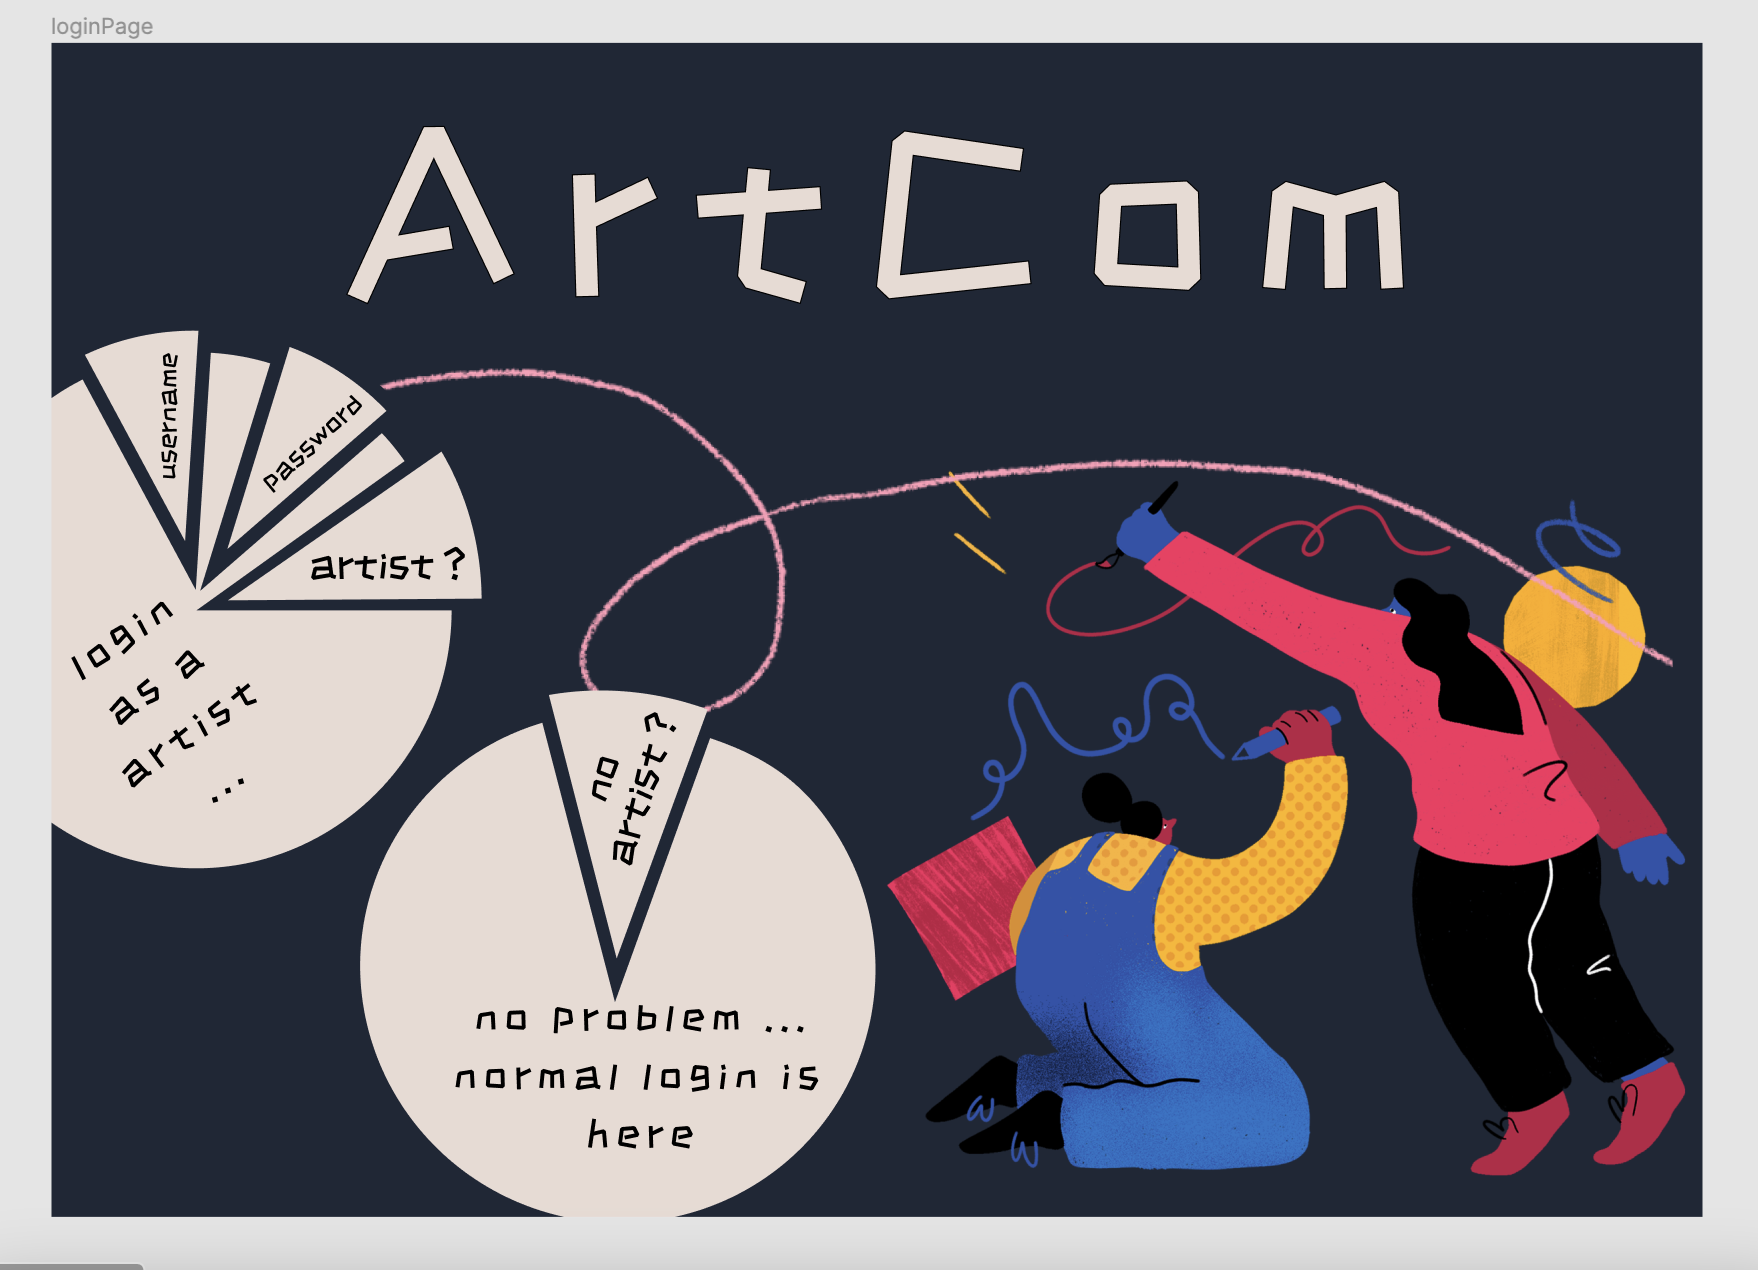 loginPage
ArtCom
username
password
artist ?
login
as a
artist
...
no
artist?
no problem ...
normal login is
here